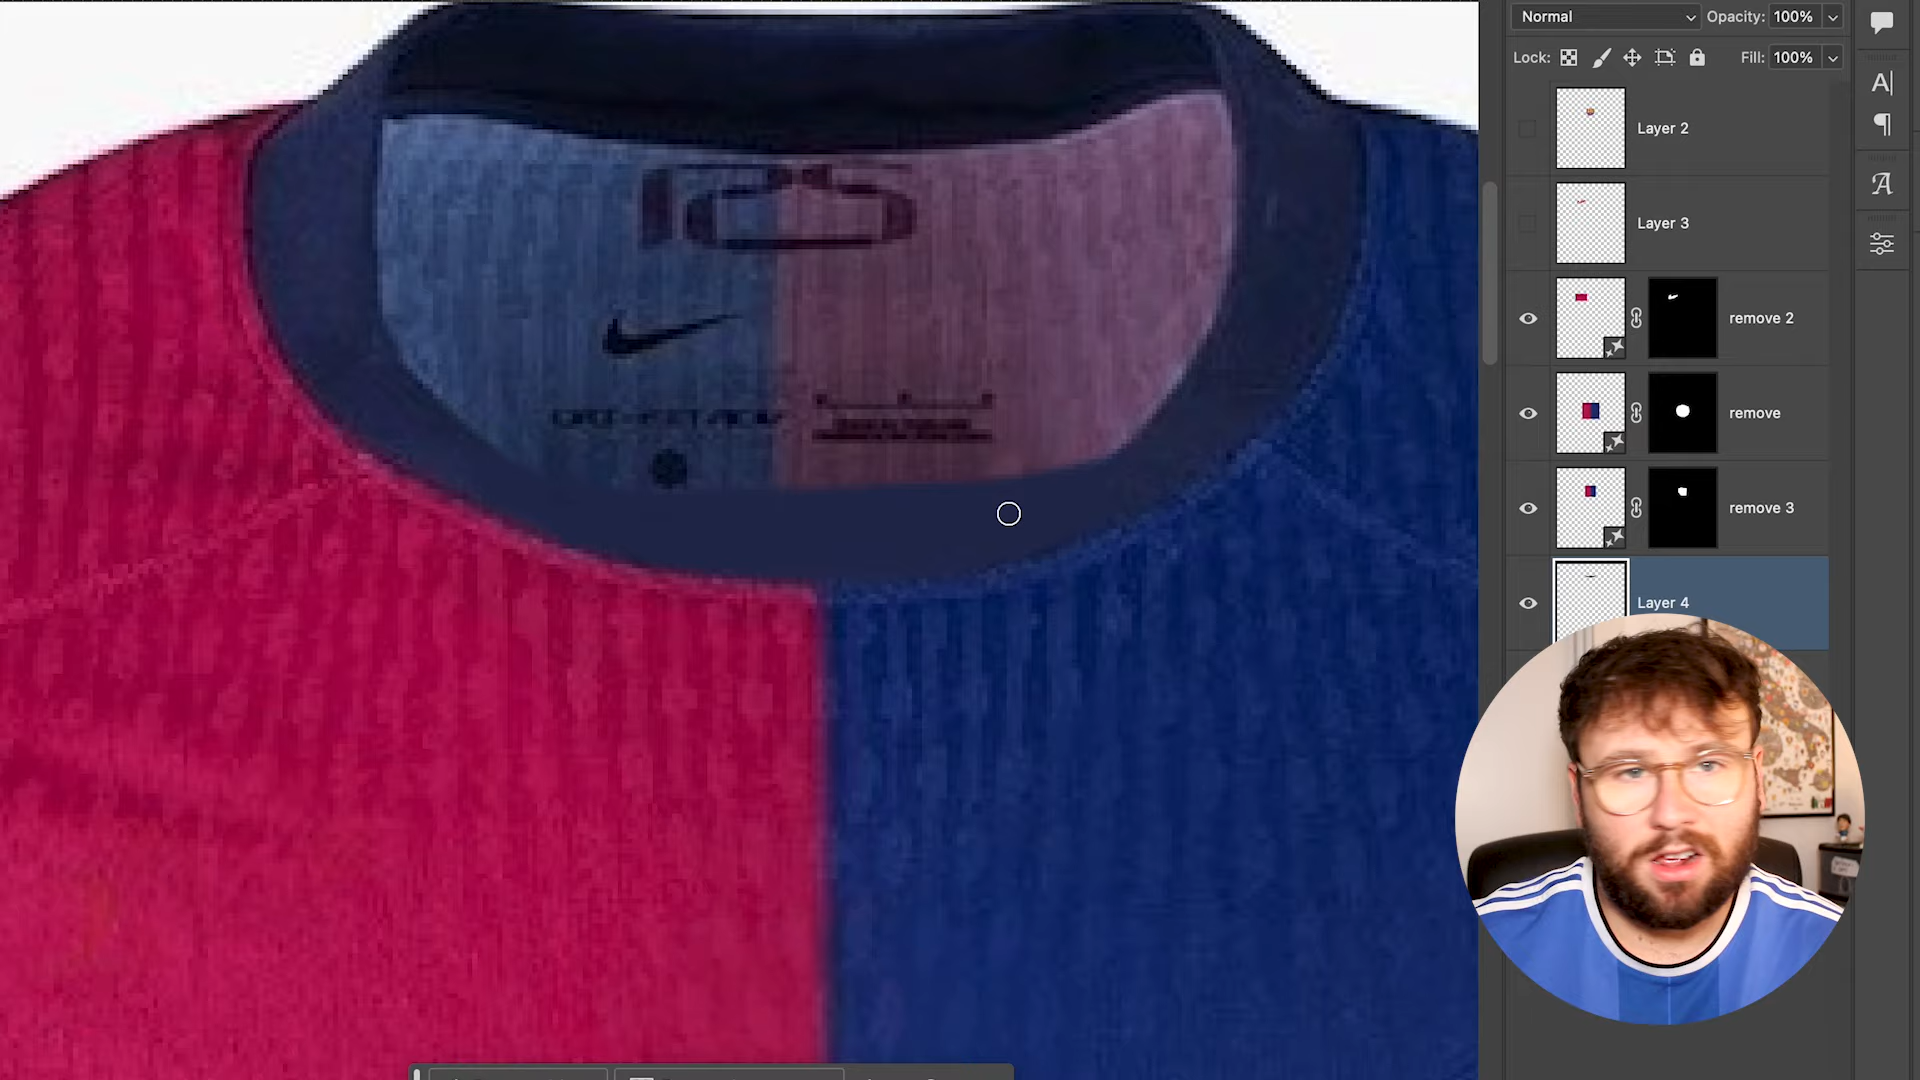 Normal
Opacity: 100%
Lock:
Fill: 100%
Layer 2
Layer 3
remove 2
remove
remove 3
Layer 4